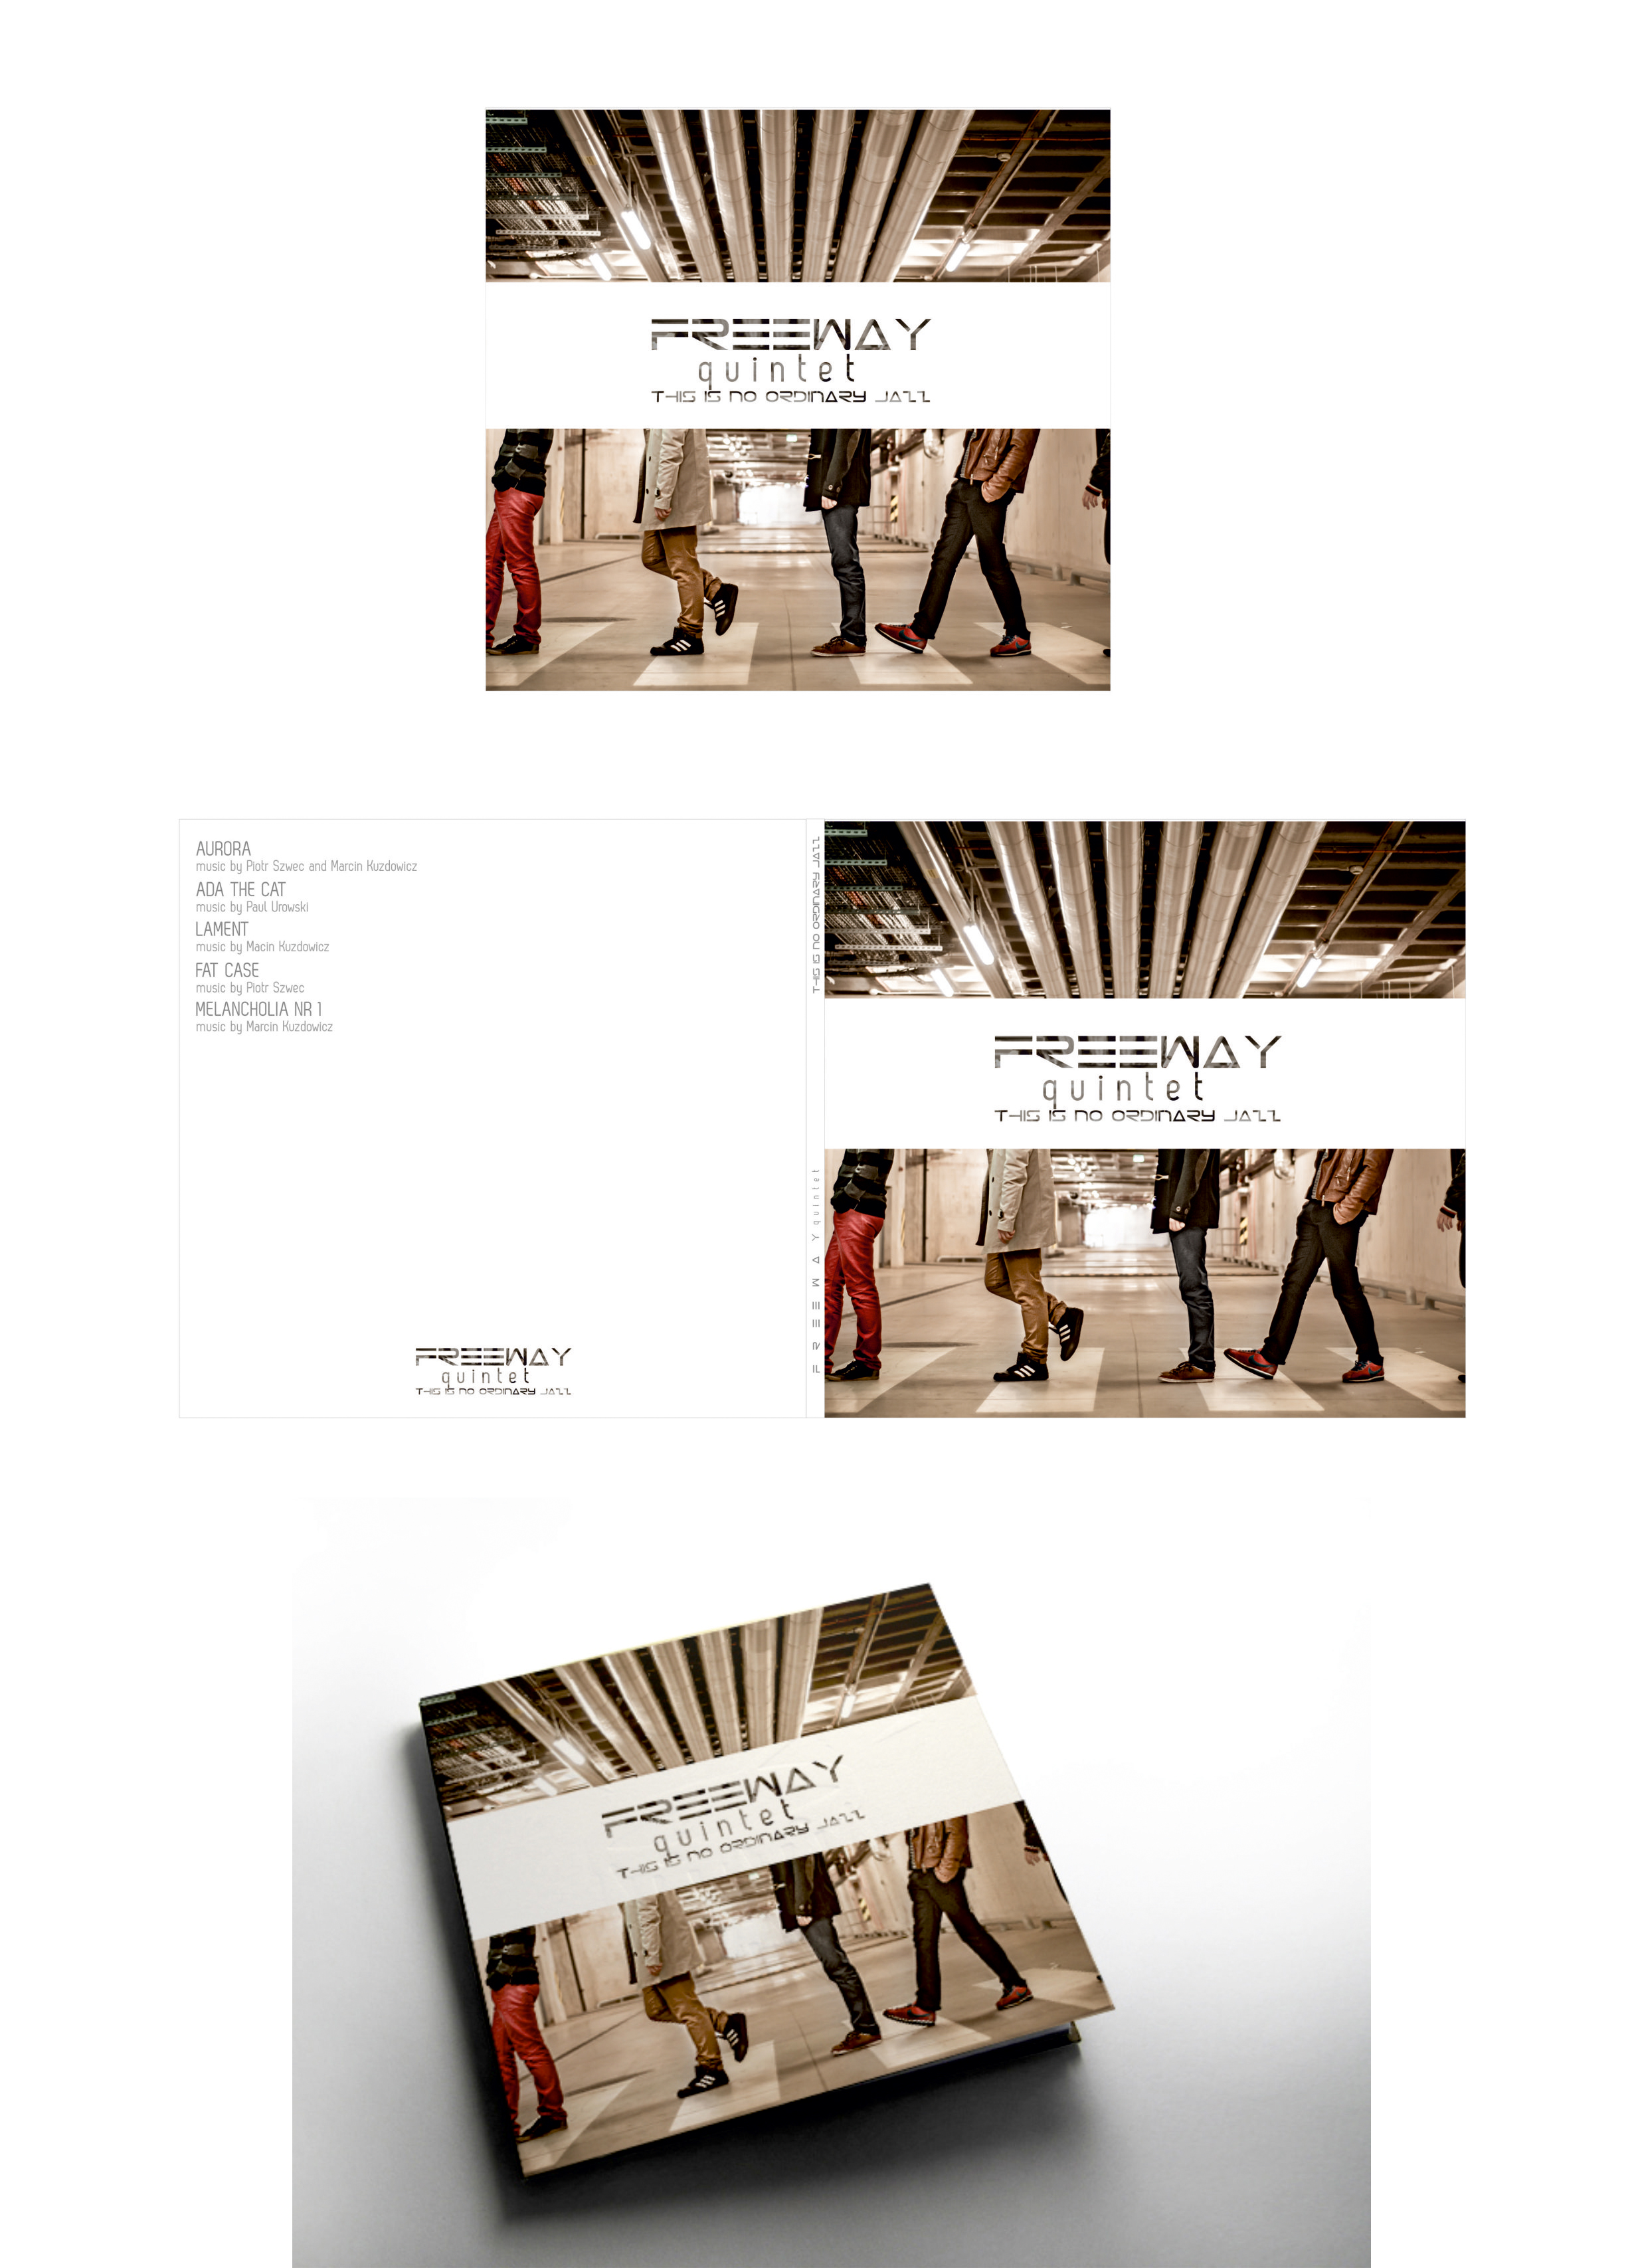 FREEWAY
quintet
THIS IS NO ORDINARY JAZZ
AURORA
music by Piotr Szwec and Marcin Kuzdowicz
ADA THE CAT
music by Paul Urowski
LAMENT
music by Macin Kuzdowicz
FAT CASE
music by Piotr Szwec
MELANCHOLIA NR 1
music by Marcin Kuzdowicz
FREEWAY
quintet
THIS IS NO ORDINARY JAZZ
FREEWAY quintet THIS IS NO ORDINARY JAZZ
FREEWAY
quintet
THIS IS NO ORDINARY JAZZ
FREEWAY
quintet
THIS IS NO ORDINARY JAZZ